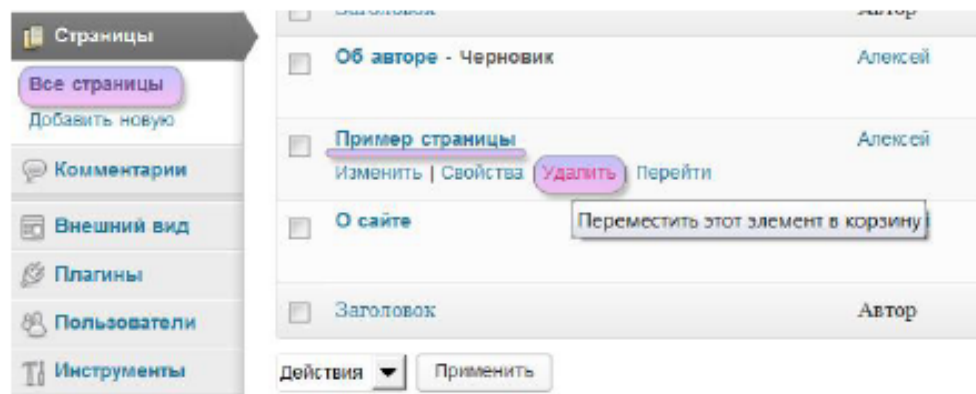 Страницы
Все страницы
Добавить новую
Комментарии
Внешний вид
Плагины
Пользователи
Инструменты
Заголовок Автор
Об авторе - Черновик Алексей
Пример страницы Алексей
Изменить | Свойства | Удалить | Перейти
Переместить этот элемент в корзину
О сайте
Заголовок Автор
Действия Применить